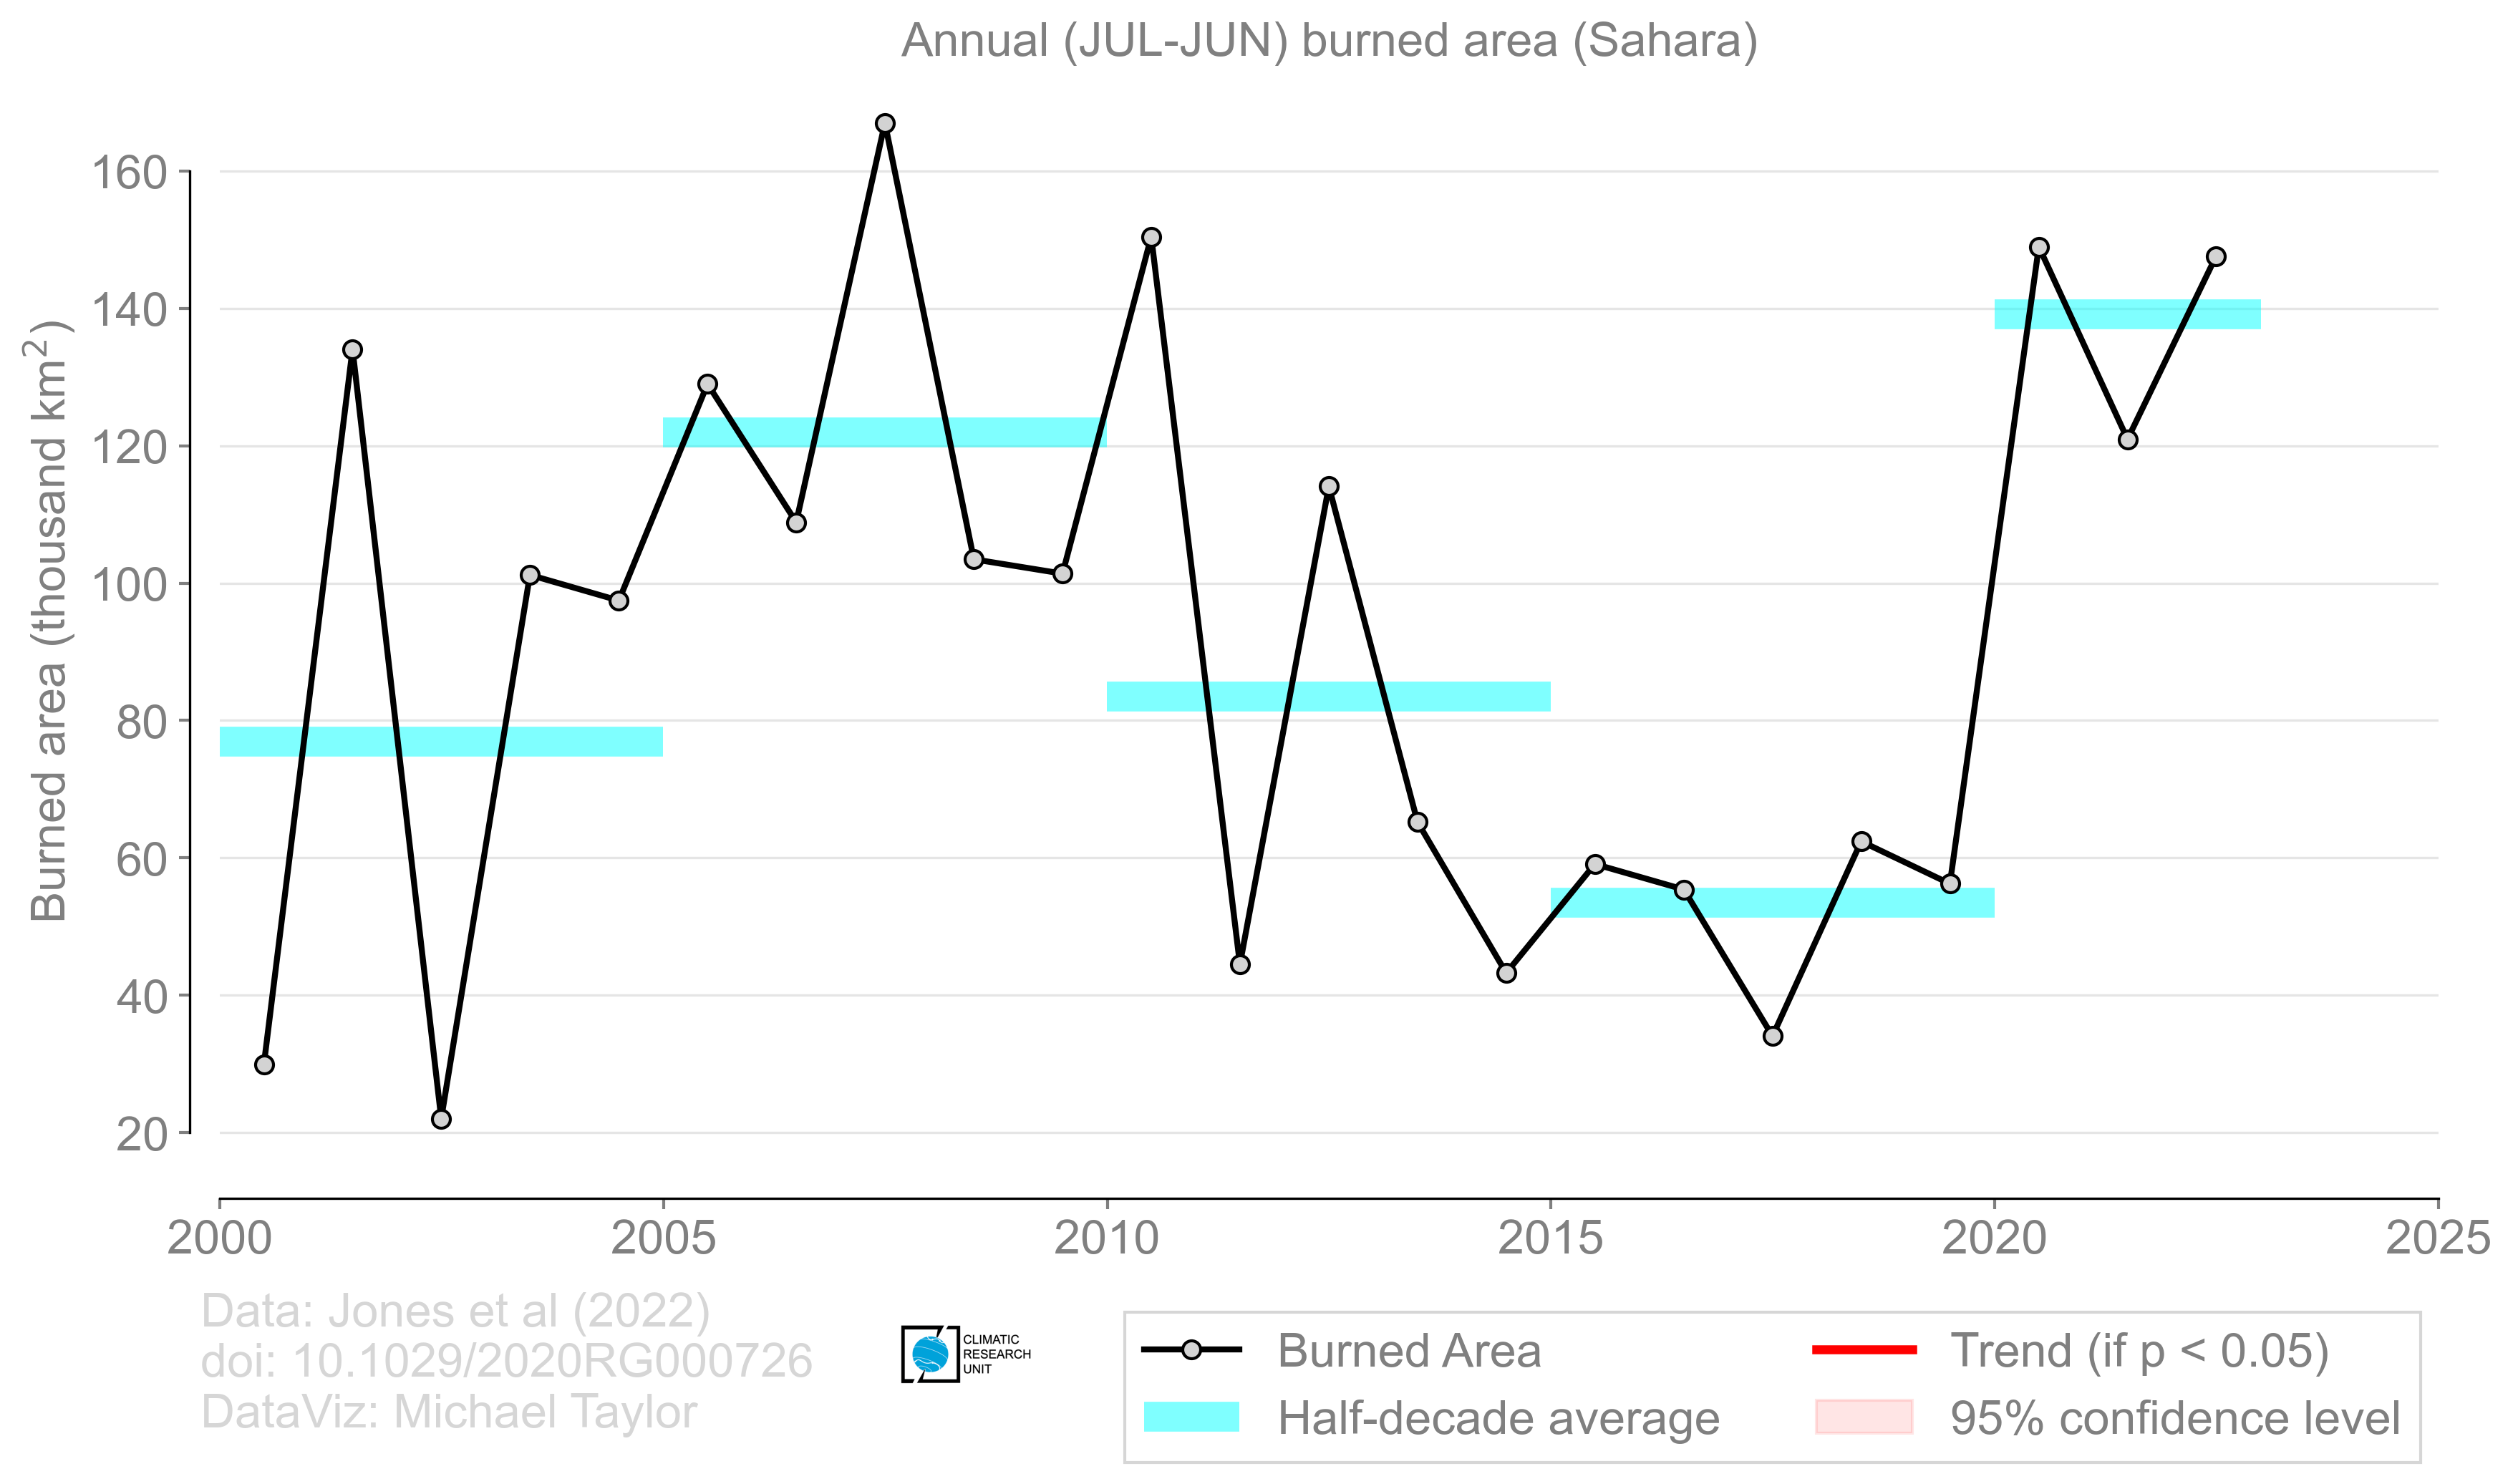 Annual (JUL-JUN) burned area (Sahara)
Burned area (thousand km²)
160
140
120
100
80
60
40
20
2000 2005 2010 2015 2020 2025
Data: Jones et al (2022)
doi: 10.1029/2020RG000726
DataViz: Michael Taylor
CLIMATIC
RESEARCH
UNIT
Burned Area
Half-decade average
Trend (if p < 0.05)
95% confidence level